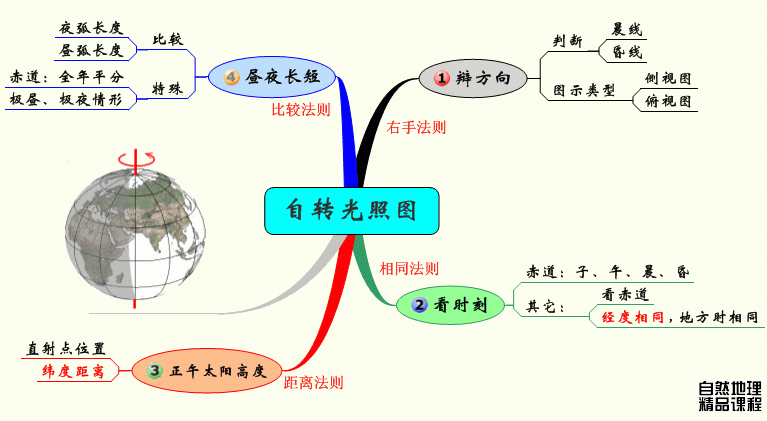 自转光照图
1 辩方向
右手法则
判断
晨线
昏线
图示类型
侧视图
俯视图
2 看时刻
相同法则
赤道：子、午、晨、昏
其它：
看赤道
经度相同，地方时相同
3 正午太阳高度
距离法则
直射点位置
纬度距离
4 昼夜长短
比较法则
比较
夜弧长度
昼弧长度
特殊
赤道：全年平分
极昼、极夜情形
自然地理
精品课程